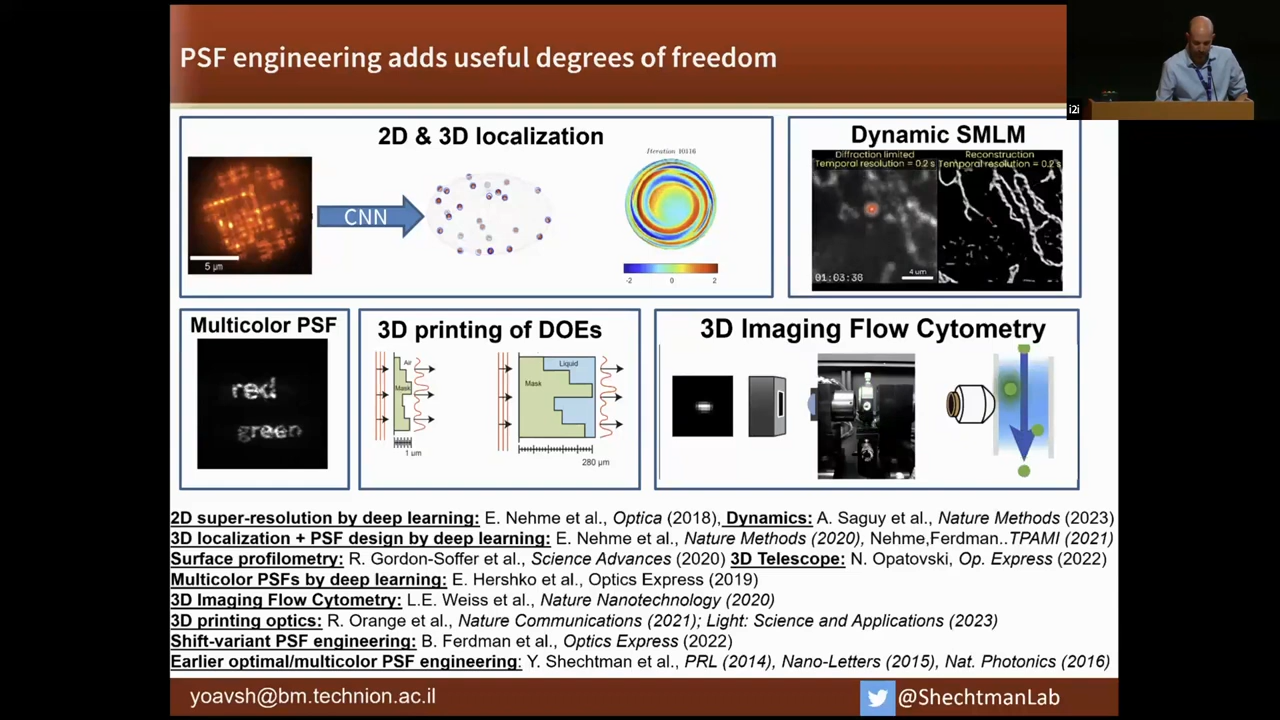 PSF engineering adds useful degrees of freedom
i2i
2D & 3D localization
Iteration 10116
CNN
5 µm
-2 0 2
Dynamic SMLM
Diffraction limited
Temporal resolution = 0.2 s
Reconstruction
Temporal resolution = 0.2 s
01:03:36
4 um
Multicolor PSF
red
green
3D printing of DOEs
Air
Mask
1 µm
Liquid
Mask
280 µm
3D Imaging Flow Cytometry
2D super-resolution by deep learning: E. Nehme et al., Optica (2018), Dynamics: A. Saguy et al., Nature Methods (2023)
3D localization + PSF design by deep learning: E. Nehme et al., Nature Methods (2020), Nehme,Ferdman..TPAMI (2021)
Surface profilometry: R. Gordon-Soffer et al., Science Advances (2020) 3D Telescope: N. Opatovski, Op. Express (2022)
Multicolor PSFs by deep learning: E. Hershko et al., Optics Express (2019)
3D Imaging Flow Cytometry: L.E. Weiss et al., Nature Nanotechnology (2020)
3D printing optics: R. Orange et al., Nature Communications (2021); Light: Science and Applications (2023)
Shift-variant PSF engineering: B. Ferdman et al., Optics Express (2022)
Earlier optimal/multicolor PSF engineering: Y. Shechtman et al., PRL (2014), Nano-Letters (2015), Nat. Photonics (2016)
yoavsh@bm.technion.ac.il
@ShechtmanLab